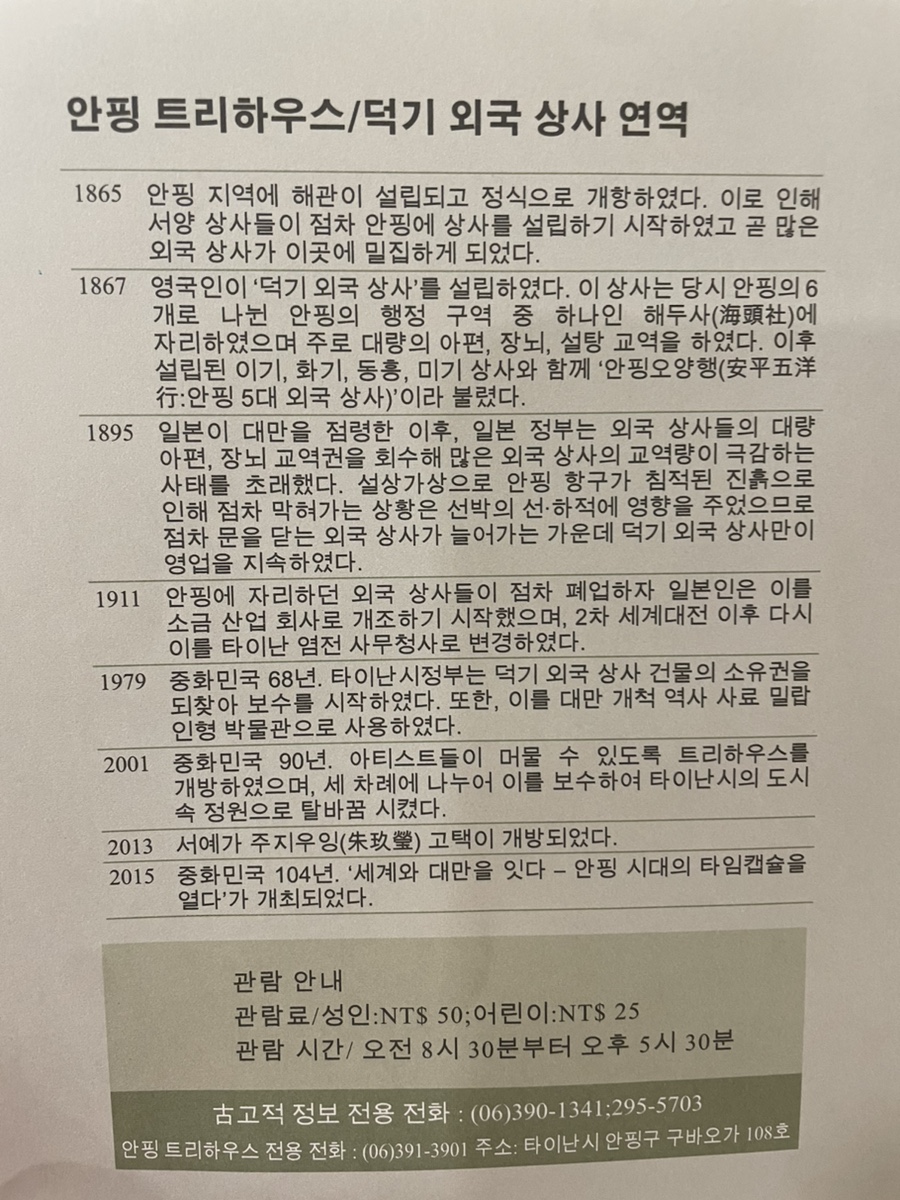 안핑 트리하우스/덕기 외국 상사 연역
1865 안핑 지역에 해관이 설립되고 정식으로 개항하였다. 이로 인해
서양 상사들이 점차 안핑에 상사를 설립하기 시작하였고 곧 많은
외국 상사가 이곳에 밀집하게 되었다.
1867 영국인이 ‘덕기 외국 상사’를 설립하였다. 이 상사는 당시 안핑의 6
개로 나뉜 안핑의 행정 구역 중 하나인 해두사(海頭社)에
자리하였으며 주로 대량의 아편, 장뇌, 설탕 교역을 하였다. 이후
설립된 이기, 화기, 동흥, 미기 상사와 함께 ‘안핑오양행(安平五洋
行:안핑 5대 외국 상사)’이라 불렸다.
1895 일본이 대만을 점령한 이후, 일본 정부는 외국 상사들의 대량
아편, 장뇌 교역권을 회수해 많은 외국 상사의 교역량이 극감하는
사태를 초래했다. 설상가상으로 안핑 항구가 침적된 진흙으로
인해 점차 막혀가는 상황은 선박의 선·하적에 영향을 주었으므로
점차 문을 닫는 외국 상사가 늘어가는 가운데 덕기 외국 상사만이
영업을 지속하였다.
1911 안핑에 자리하던 외국 상사들이 점차 폐업하자 일본인은 이를
소금 산업 회사로 개조하기 시작했으며, 2차 세계대전 이후 다시
이를 타이난 염전 사무청사로 변경하였다.
1979 중화민국 68년. 타이난시정부는 덕기 외국 상사 건물의 소유권을
되찾아 보수를 시작하였다. 또한, 이를 대만 개척 역사 사료 밀랍
인형 박물관으로 사용하였다.
2001 중화민국 90년. 아티스트들이 머물 수 있도록 트리하우스를
개방하였으며, 세 차례에 나누어 이를 보수하여 타이난시의 도시
속 정원으로 탈바꿈 시켰다.
2013 서예가 주지우잉(朱玖瑩) 고택이 개방되었다.
2015 중화민국 104년. ‘세계와 대만을 잇다 – 안핑 시대의 타임캡슐을
열다’가 개최되었다.
관람 안내
관람료/성인:NT$ 50;어린이:NT$ 25
관람 시간/ 오전 8시 30분부터 오후 5시 30분
古고적 정보 전용 전화 : (06)390-1341;295-5703
안핑 트리하우스 전용 전화 : (06)391-3901 주소: 타이난시 안핑구 구바오가 108호